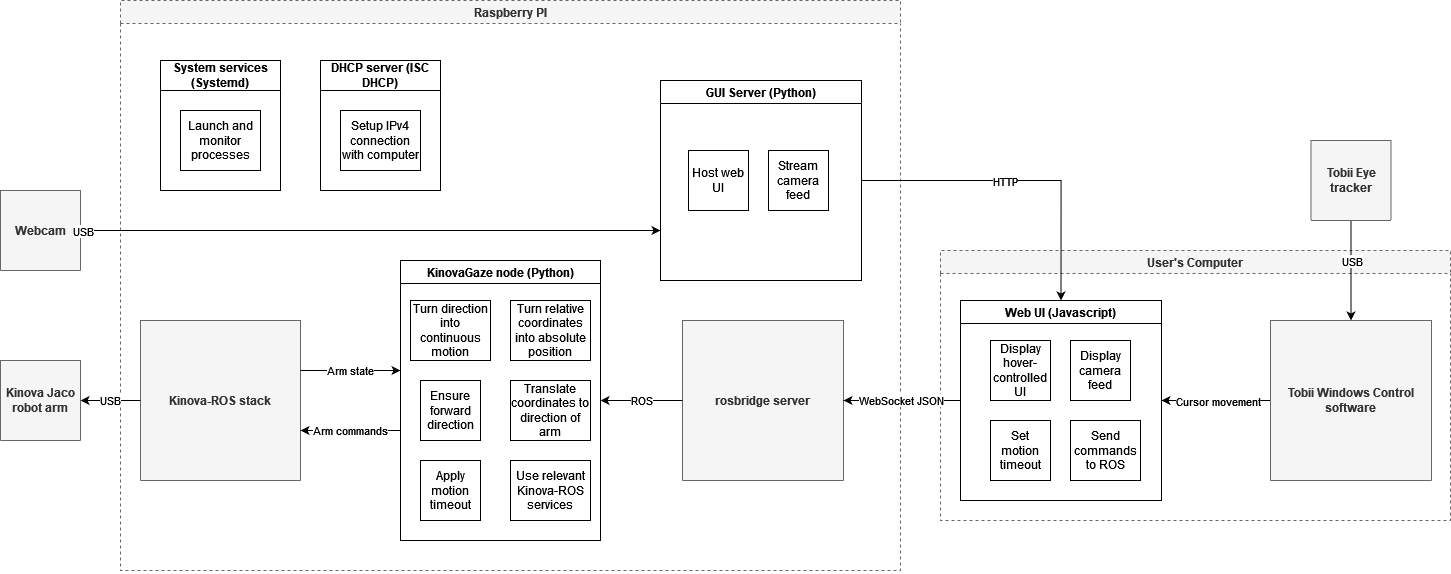 Raspberry PI
System services
(Systemd)
Launch and
monitor
processes
DHCP server (ISC
DHCP)
Setup IPv4
connection
with computer
GUI Server (Python)
Host web
UI
Stream
camera
feed
HTTP
Tobii Eye
tracker
USB
Webcam
USB
User's Computer
KinovaGaze node (Python)
Turn direction
into
continuous
motion
Turn relative
coordinates
into absolute
position
Ensure
forward
direction
Translate
coordinates to
direction of
arm
Apply
motion
timeout
Use relevant
Kinova-ROS
services
Kinova Jaco
robot arm
USB
Kinova-ROS stack
Arm state
Arm commands
ROS
rosbridge server
WebSocket JSON
Web UI (Javascript)
Display
hover-
controlled
UI
Display
camera
feed
Set
motion
timeout
Send
commands
to ROS
Cursor movement
Tobii Windows Control
software